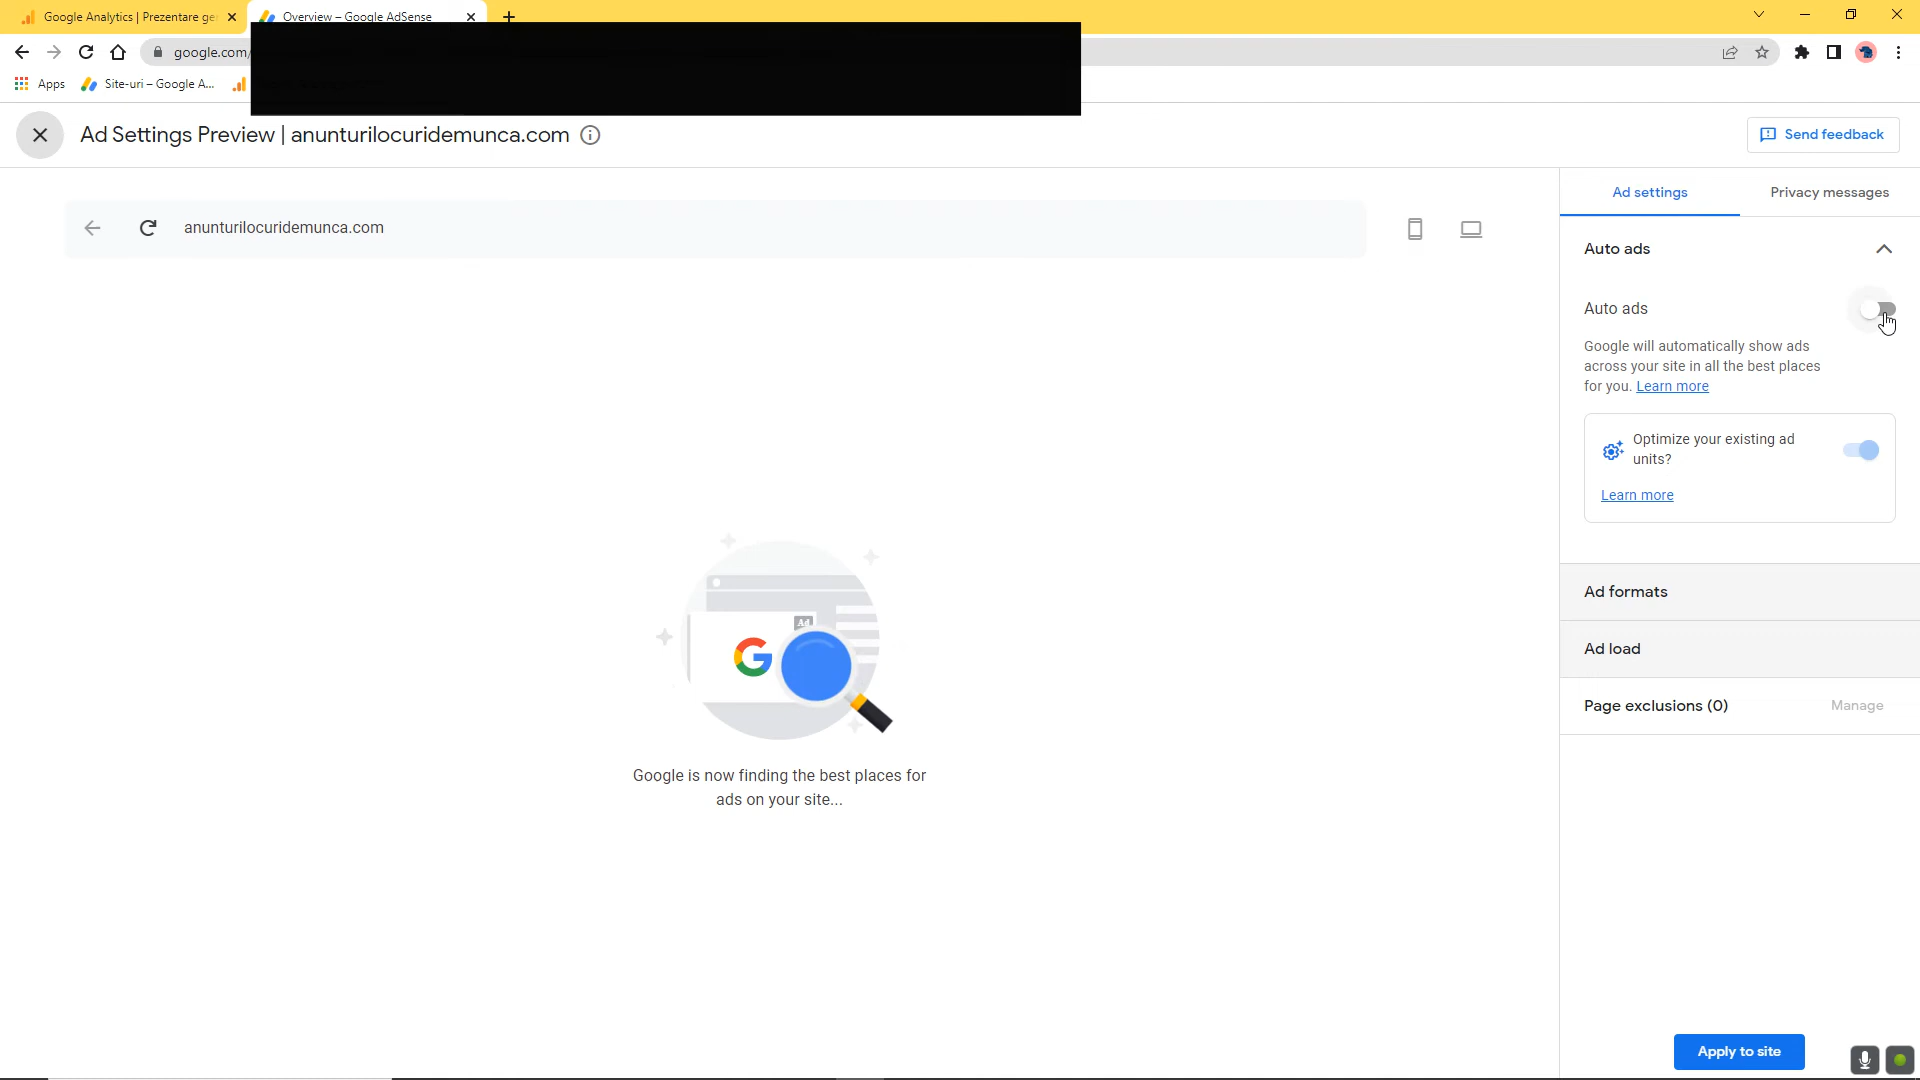 Google Analytics | Prezentare ge
Overview – Google AdSense
google.com/
Apps
Site-uri – Google A...
Ad Settings Preview | anunturilocuridemunca.com
Send feedback
anunturilocuridemunca.com
Ad settings
Privacy messages
Auto ads
Auto ads
Google will automatically show ads
across your site in all the best places
for you. Learn more
Optimize your existing ad
units?
Learn more
Ad formats
Ad load
Page exclusions (0)
Manage
Ad
G
Google is now finding the best places for
ads on your site...
Apply to site